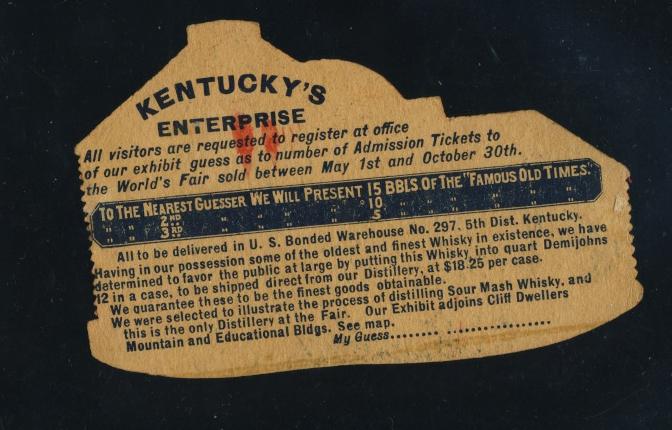 KENTUCKY'S
ENTERPRISE
All visitors are requested to register at office
of our exhibit guess as to number of Admission Tickets to
the World's Fair sold between May 1st and October 30th.
TO THE NEAREST GUESSER WE WILL PRESENT 15 BBLS OF THE "FAMOUS OLD TIMES."
" " 2ND " " " " 10 " " " " "
" " 3RD " " " " 5 " " " " "
All to be delivered in U. S. Bonded Warehouse No. 297. 5th Dist. Kentucky.
Having in our possession some of the oldest and finest Whisky in existence, we have
determined to favor the public at large by putting this Whisky, into quart Demijohns
12 in a case, to be shipped direct from our Distillery, at $18.25 per case.
We guarantee these to be the finest goods obtainable.
We were selected to illustrate the process of distilling Sour Mash Whisky, and
this is the only Distillery at the Fair. Our Exhibit adjoins Cliff Dwellers
Mountain and Educational Bldgs. See map.
My Guess......... ...................